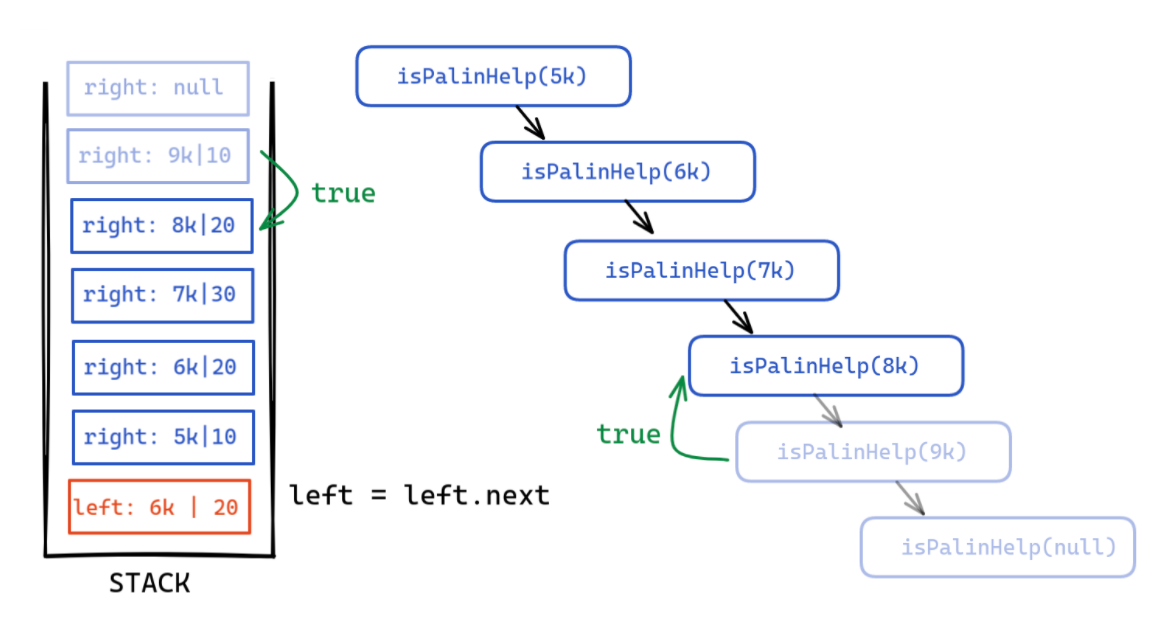 right: null
right: 9k|10
true
right: 8k|20
right: 7k|30
right: 6k|20
right: 5k|10
left: 6k | 20
left = left.next
STACK
isPalinHelp(5k)
isPalinHelp(6k)
isPalinHelp(7k)
isPalinHelp(8k)
true
isPalinHelp(9k)
isPalinHelp(null)